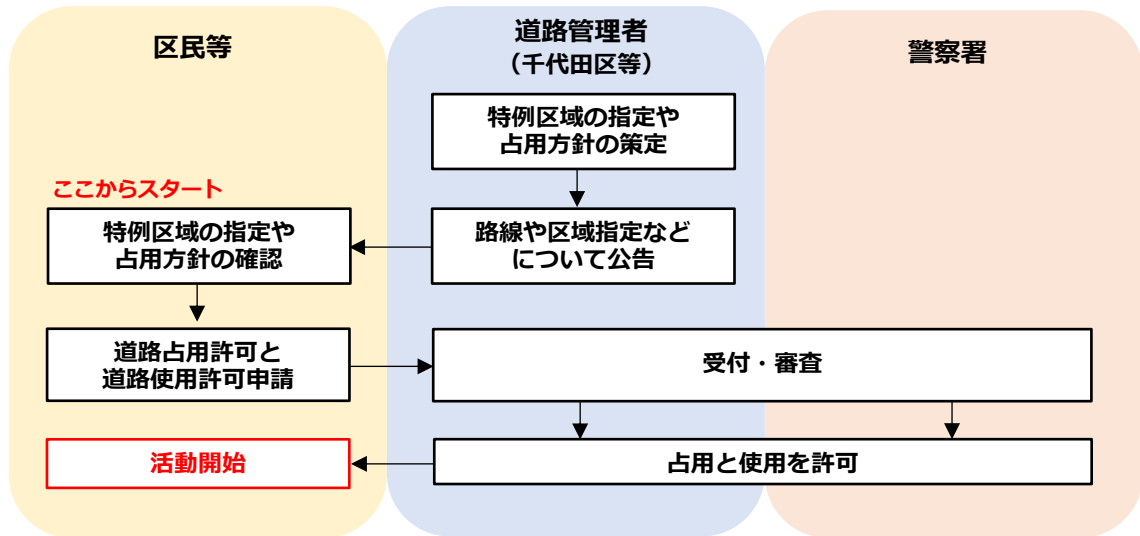 区民等
道路管理者
（千代田区等）
警察署
特例区域の指定や
占用方針の策定
ここからスタート
特例区域の指定や
占用方針の確認
路線や区域指定など
について公告
道路占用許可と
道路使用許可申請
受付・審査
活動開始
占用と使用を許可